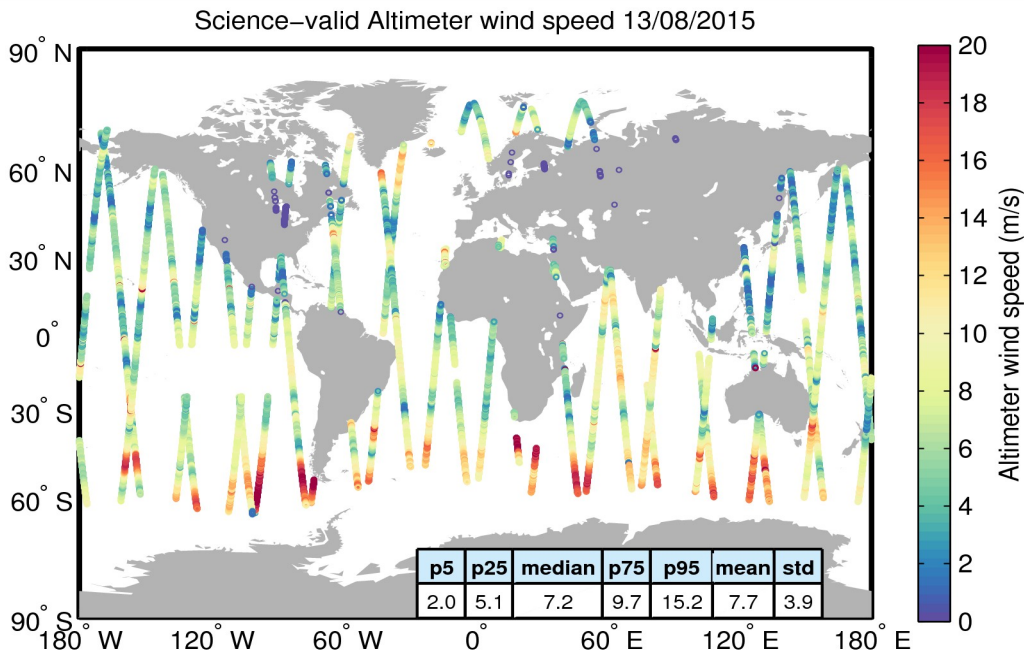 Science−valid Altimeter wind speed 13/08/2015
90° N
60° N
30° N
0°
30° S
60° S
90° S
180° W
120° W
60° W
0°
60° E
120° E
180° E
p5 p25 median p75 p95 mean std
2.0 5.1 7.2 9.7 15.2 7.7 3.9
20
18
16
14
12
10
8
6
4
2
0
Altimeter wind speed (m/s)